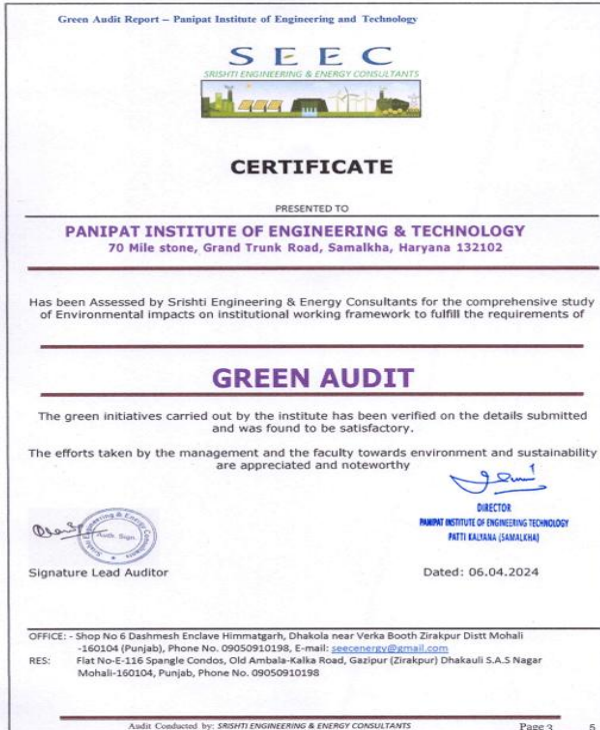 Green Audit Report – Panipat Institute of Engineering and Technology
S E E C
SRISHTI ENGINEERING & ENERGY CONSULTANTS
CERTIFICATE
PRESENTED TO
PANIPAT INSTITUTE OF ENGINEERING & TECHNOLOGY
70 Mile stone, Grand Trunk Road, Samalkha, Haryana 132102
Has been Assessed by Srishti Engineering & Energy Consultants for the comprehensive study
of Environmental impacts on institutional working framework to fulfill the requirements of
GREEN AUDIT
The green initiatives carried out by the institute has been verified on the details submitted
and was found to be satisfactory.
The efforts taken by the management and the faculty towards environment and sustainability
are appreciated and noteworthy
DIRECTOR
PANIPAT INSTITUTE OF ENGINEERING TECHNOLOGY
PATTI KALYANA (SAMALKHA)
Srishti Engineering & Energy Consultants
Auth. Sign.
Signature Lead Auditor
Dated: 06.04.2024
OFFICE: - Shop No 6 Dashmesh Enclave Himmatgarh, Dhakola near Verka Booth Zirakpur Distt Mohali
-160104 (Punjab), Phone No. 09050910198, E-mail: seecenergy@gmail.com
RES: Flat No-E-116 Spangle Condos, Old Ambala-Kalka Road, Gazipur (Zirakpur) Dhakauli S.A.S Nagar
Mohali-160104, Punjab, Phone No. 09050910198
Audit Conducted by: SRISHTI ENGINEERING & ENERGY CONSULTANTS
Page 3 5